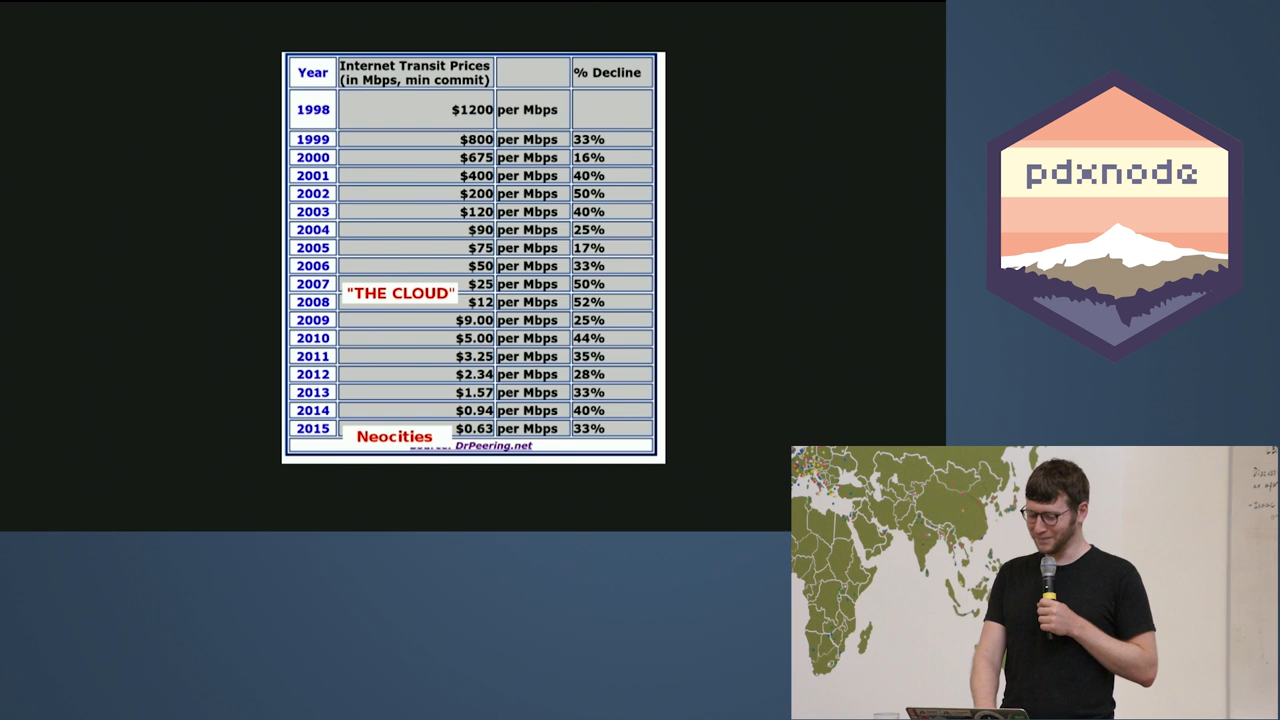 Year Internet Transit Prices (in Mbps, min commit) % Decline
1998 $1200 per Mbps
1999 $800 per Mbps 33%
2000 $675 per Mbps 16%
2001 $400 per Mbps 40%
2002 $200 per Mbps 50%
2003 $120 per Mbps 40%
2004 $90 per Mbps 25%
2005 $75 per Mbps 17%
2006 $50 per Mbps 33%
2007 $25 per Mbps 50%
"THE CLOUD"
2008 $12 per Mbps 52%
2009 $9.00 per Mbps 25%
2010 $5.00 per Mbps 44%
2011 $3.25 per Mbps 35%
2012 $2.34 per Mbps 28%
2013 $1.57 per Mbps 33%
2014 $0.94 per Mbps 40%
2015 $0.63 per Mbps 33%
Neocities
DrPeering.net
pdxnode